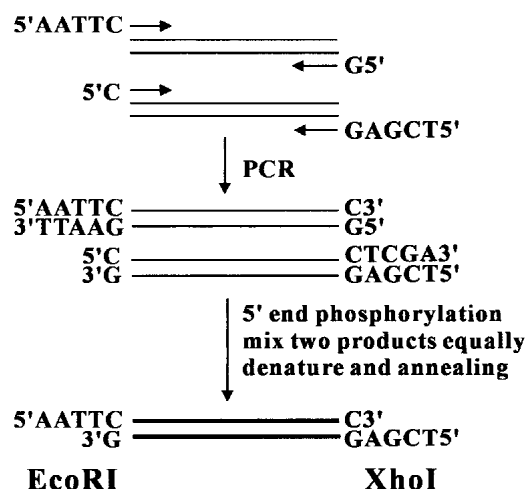 5'AATTC
G5'
5'C
GAGCT5'
PCR
5'AATTC C3'
3'TTAAG G5'
5'C CTCGA3'
3'G GAGCT5'
5' end phosphorylation
mix two products equally
denature and annealing
5'AATTC C3'
3'G GAGCT5'
EcoRI XhoI